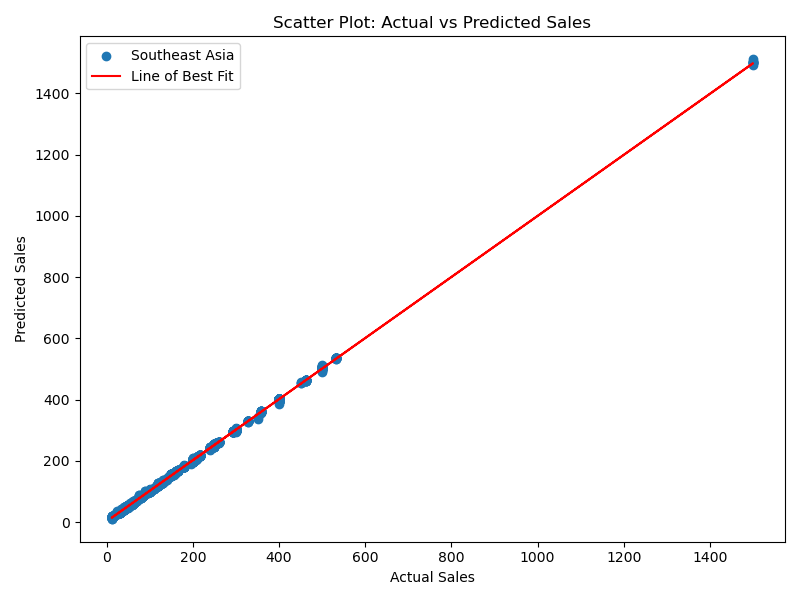 Scatter Plot: Actual vs Predicted Sales
Southeast Asia
Line of Best Fit
1400
1200
1000
800
600
400
200
0
Predicted Sales
0 200 400 600 800 1000 1200 1400
Actual Sales